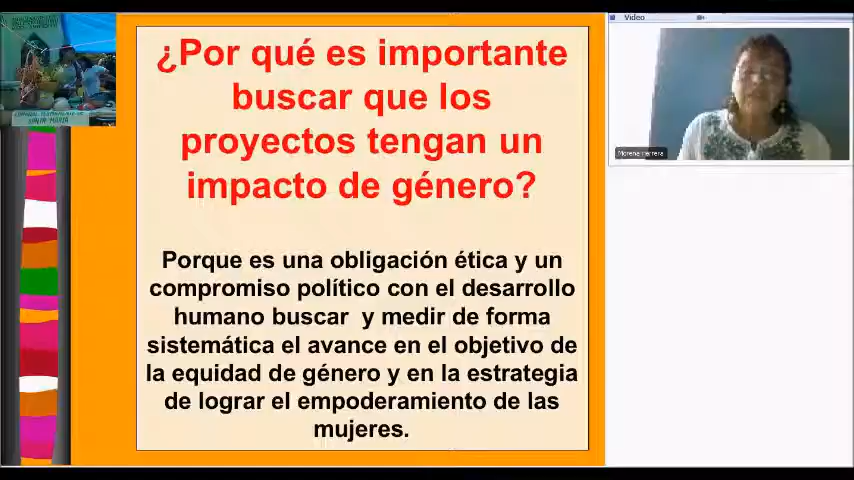 ¿Por qué es importante
buscar que los
proyectos tengan un
impacto de género?
Porque es una obligación ética y un
compromiso político con el desarrollo
humano buscar y medir de forma
sistemática el avance en el objetivo de
la equidad de género y en la estrategia
de lograr el empoderamiento de las
mujeres.
Video
Morena Herrera